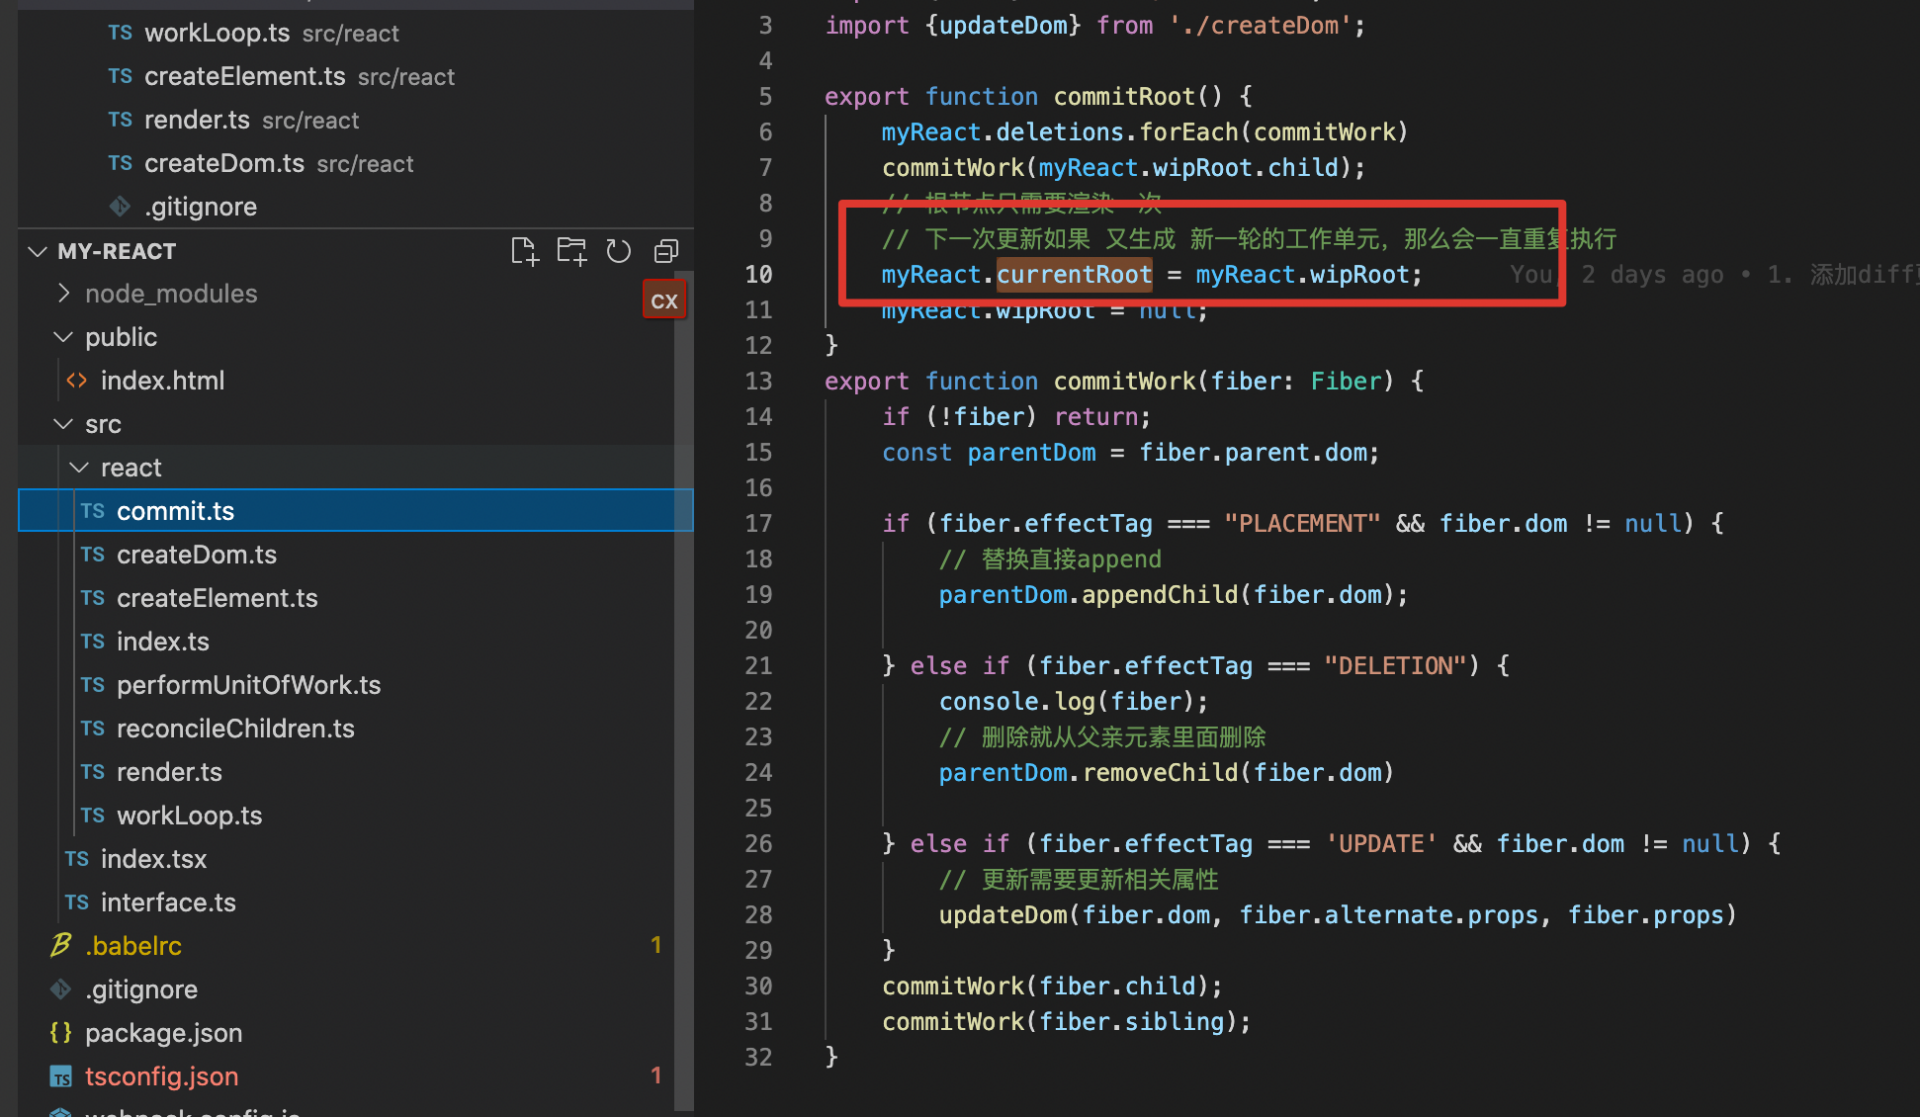 TS workLoop.ts src/react
TS createElement.ts src/react
TS render.ts src/react
TS createDom.ts src/react
.gitignore
MY-REACT
node_modules
CX
public
<> index.html
src
react
TS commit.ts
TS createDom.ts
TS createElement.ts
TS index.ts
TS performUnitOfWork.ts
TS reconcileChildren.ts
TS render.ts
TS workLoop.ts
TS index.tsx
TS interface.ts
.babelrc 1
.gitignore
{} package.json
TS tsconfig.json 1
3 import {updateDom} from './createDom';
4
5 export function commitRoot() {
6 myReact.deletions.forEach(commitWork)
7 commitWork(myReact.wipRoot.child);
8 // 根节点只需要渲染一次
9 // 下一次更新如果 又生成 新一轮的工作单元，那么会一直重复执行
10 myReact.currentRoot = myReact.wipRoot; You, 2 days ago • 1. 添加diff
11 myReact.wipRoot = null;
12 }
13 export function commitWork(fiber: Fiber) {
14 if (!fiber) return;
15 const parentDom = fiber.parent.dom;
16
17 if (fiber.effectTag === "PLACEMENT" && fiber.dom != null) {
18 // 替换直接append
19 parentDom.appendChild(fiber.dom);
20
21 } else if (fiber.effectTag === "DELETION") {
22 console.log(fiber);
23 // 删除就从父亲元素里面删除
24 parentDom.removeChild(fiber.dom)
25
26 } else if (fiber.effectTag === 'UPDATE' && fiber.dom != null) {
27 // 更新需要更新相关属性
28 updateDom(fiber.dom, fiber.alternate.props, fiber.props)
29 }
30 commitWork(fiber.child);
31 commitWork(fiber.sibling);
32 }